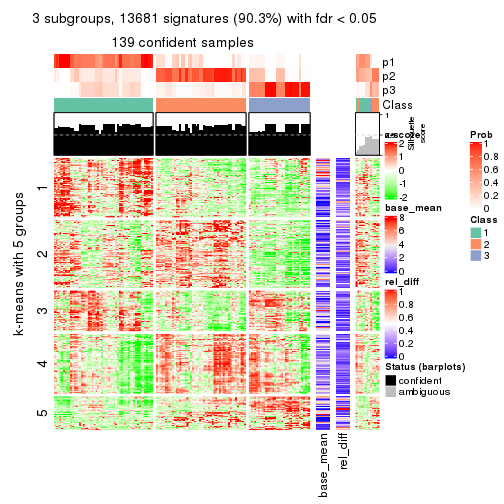 3 subgroups, 13681 signatures (90.3%) with fdr < 0.05
139 confident samples
p1
p2
p3
Class
1
Silhouette
score
k-means with 5 groups
1
2
3
4
5
base_mean
rel_diff
z-score
2
1
0
-1
-2
base_mean
8
6
4
2
0
rel_diff
1
0.8
0.6
0.4
0.2
0
Status (barplots)
confident
ambiguous
Prob
1
0.8
0.6
0.4
0.2
0
Class
1
2
3